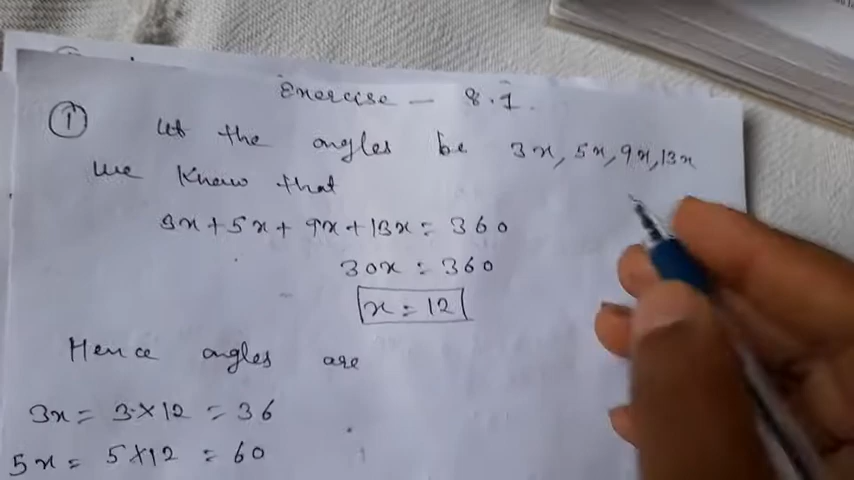 Exercise - 8.1.
① let the angles be 3x, 5x, 9x, 13x
We know that
3x + 5x + 9x + 13x = 360
30x = 360
x = 12
Hence angles are
3x = 3×12 = 36
5x = 5×12 = 60